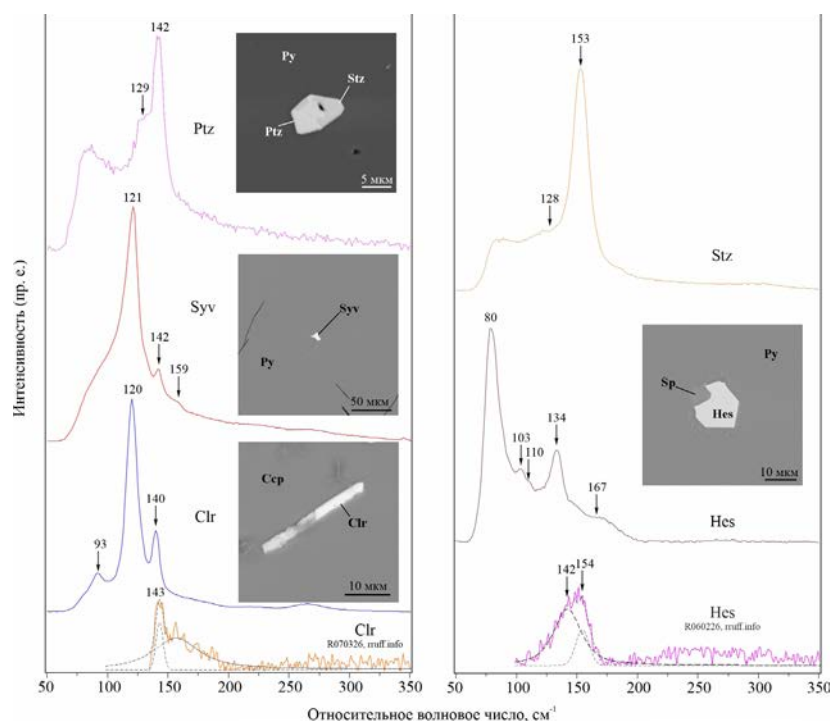 Интенсивность (пр. е.)
142
129
Ptz
Py
Stz
Ptz
5 мкм
121
142
159
Syv
Syv
Py
50 мкм
120
140
93
Clr
Ccp
Clr
10 мкм
143
Clr
R070326, rruff.info
50 100 150 200 250 300 350
153
128
Stz
80
103
110
134
167
Py
Sp
Hes
10 мкм
Hes
142 154
Hes
R060226, rruff.info
50 100 150 200 250 300 350
Относительное волновое число, см-1